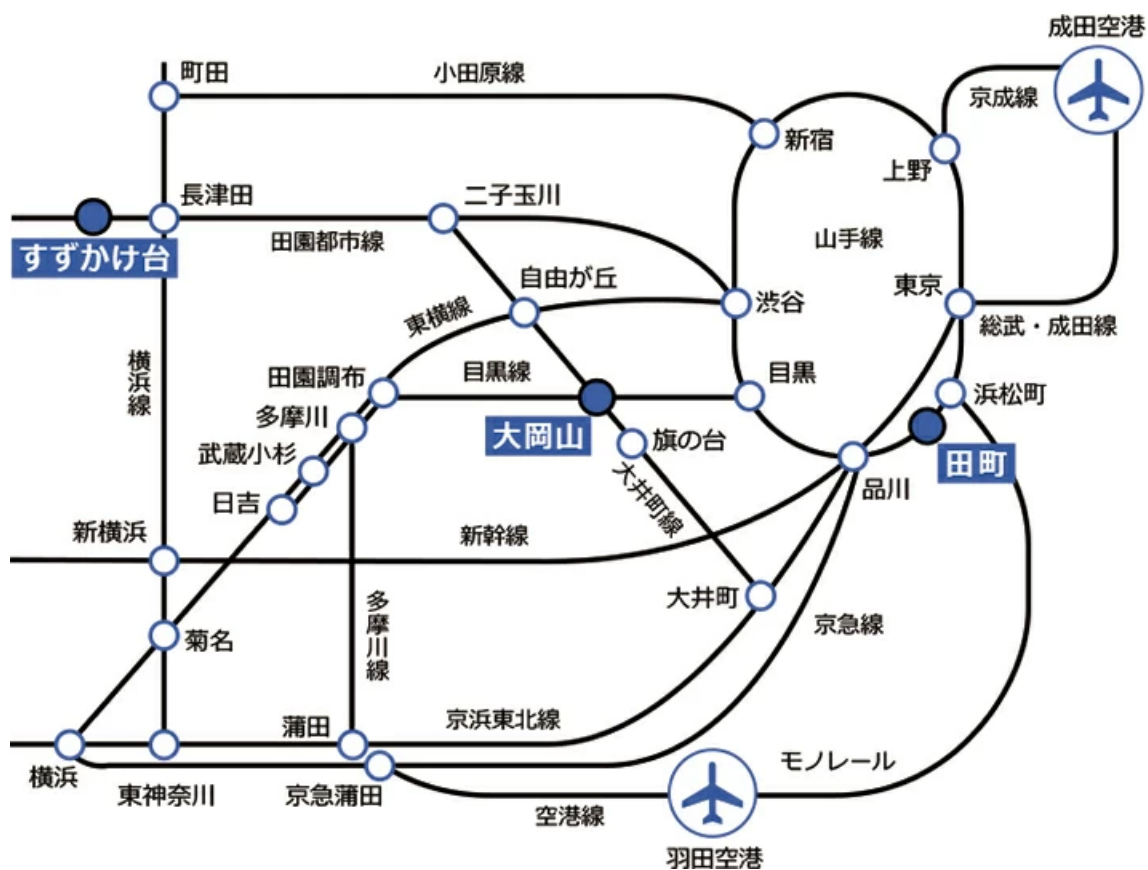 成田空港
町田
小田原線
京成線
新宿
上野
長津田
二子玉川
すずかけ台
田園都市線
山手線
自由が丘
東京
渋谷
東横線
総武・成田線
横浜線
目黒線
目黒
田園調布
浜松町
多摩川
大岡山
旗の台
田町
武蔵小杉
大井町線
日吉
品川
新横浜
新幹線
大井町
多摩川線
京急線
菊名
蒲田
京浜東北線
モノレール
横浜
東神奈川
京急蒲田
空港線
羽田空港